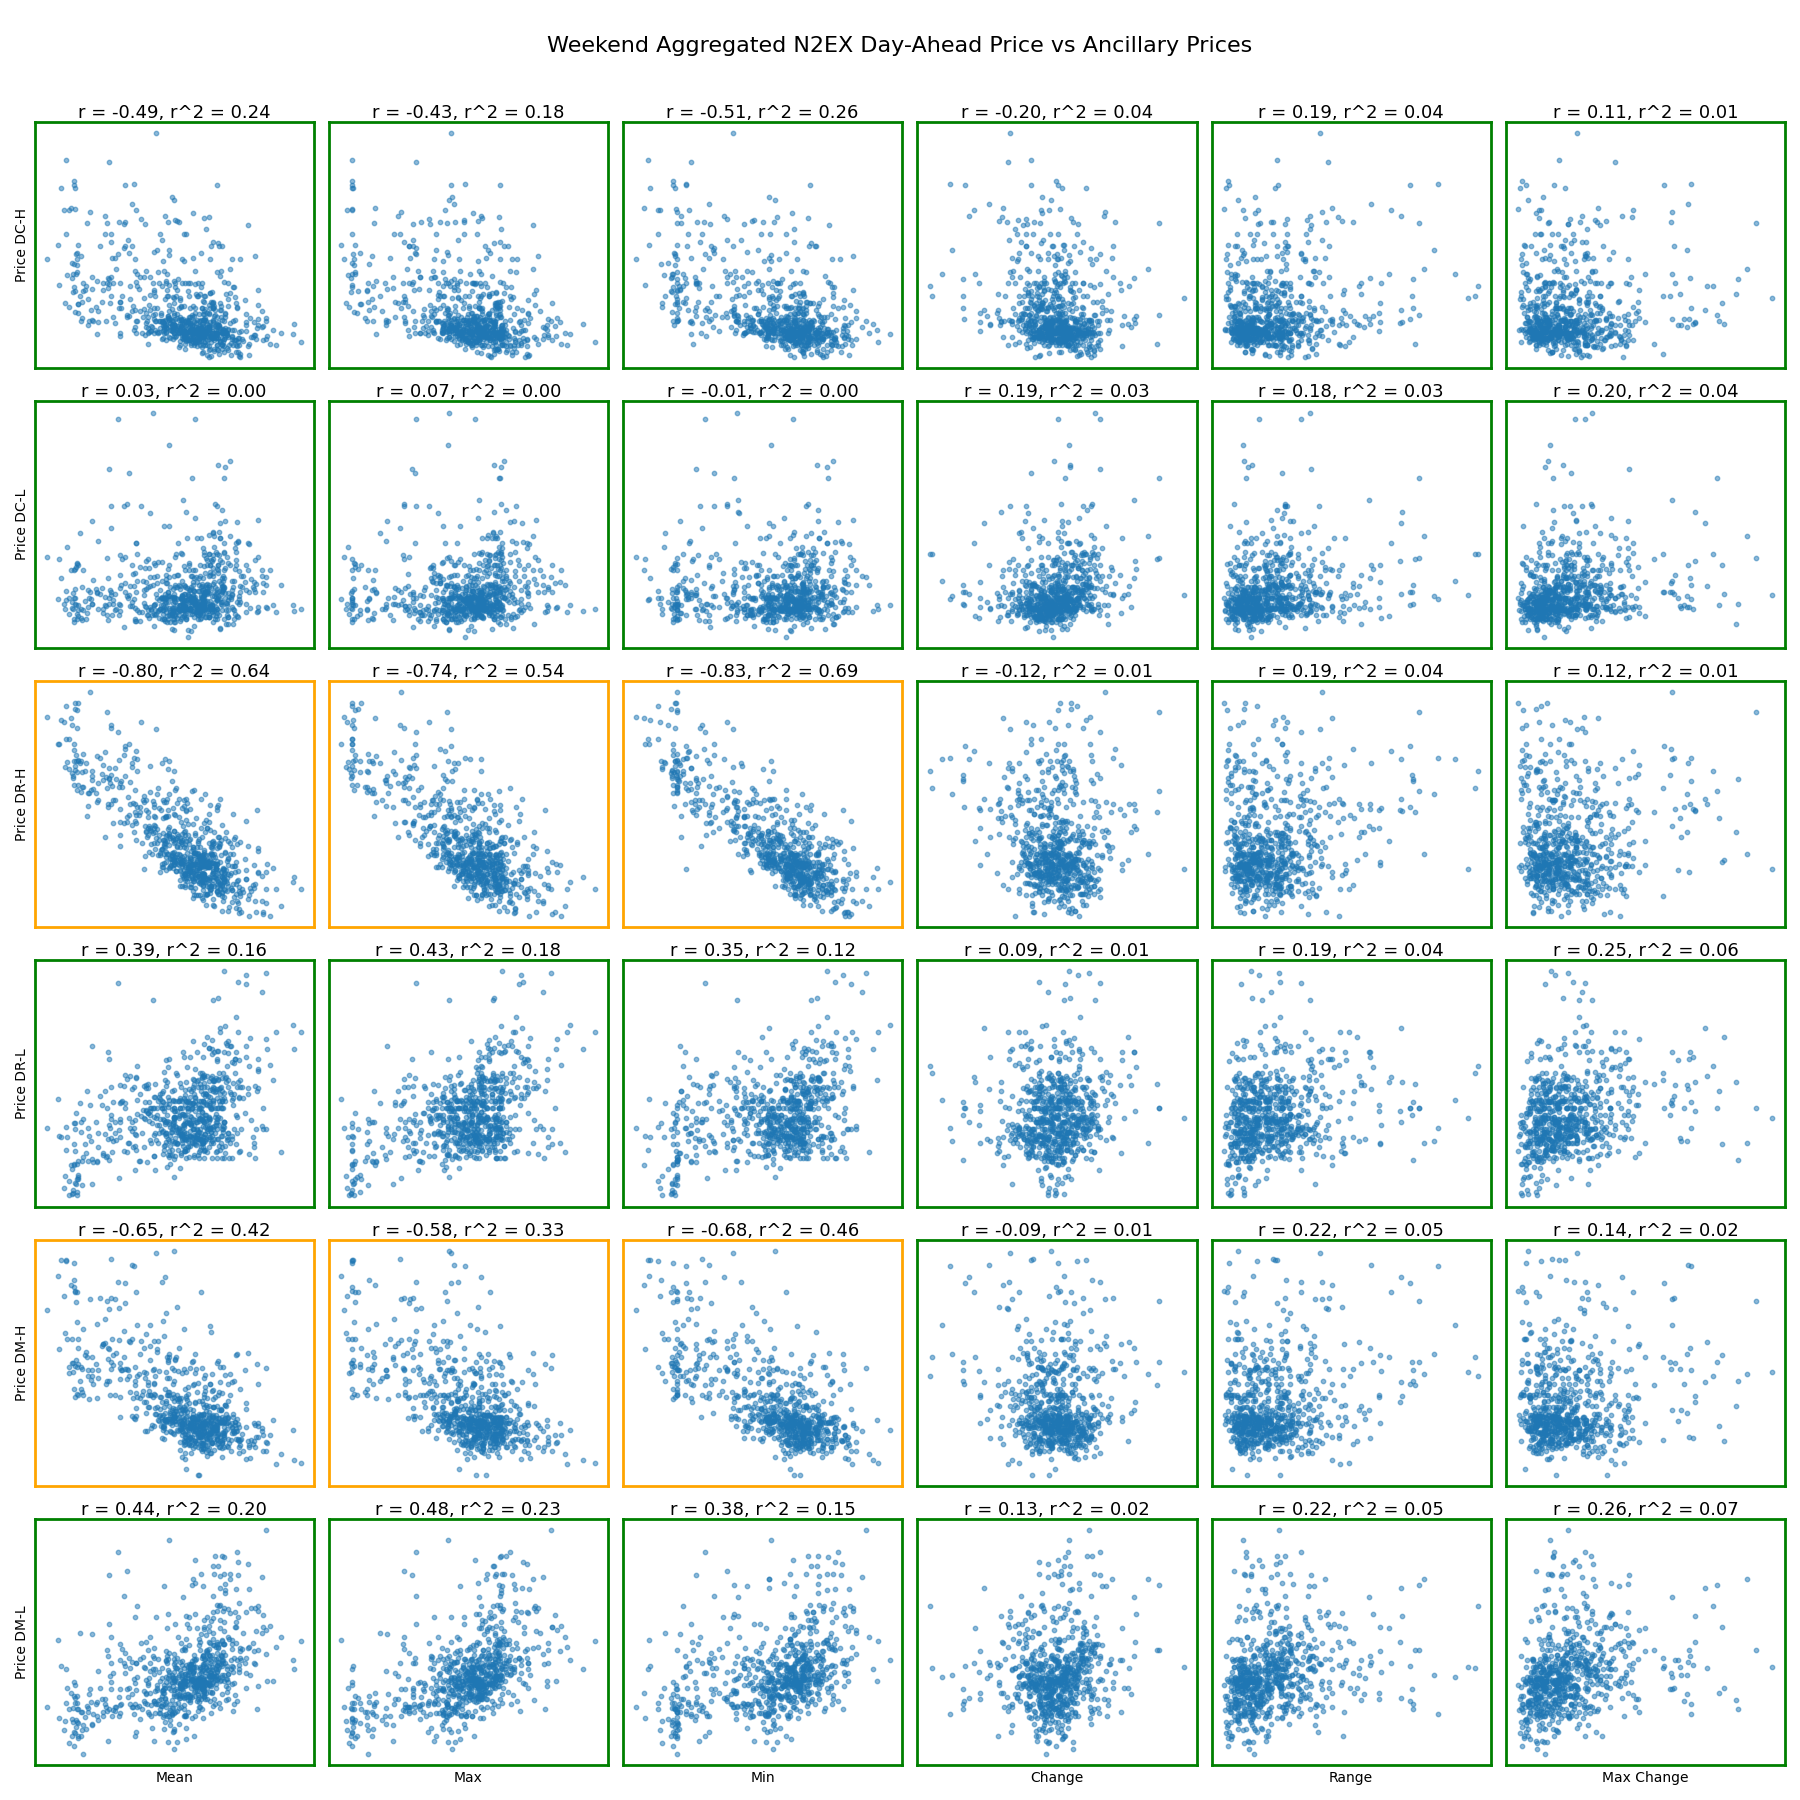 Weekend Aggregated N2EX Day-Ahead Price vs Ancillary Prices
r = -0.49, r^2 = 0.24
r = -0.43, r^2 = 0.18
r = -0.51, r^2 = 0.26
r = -0.20, r^2 = 0.04
r = 0.19, r^2 = 0.04
r = 0.11, r^2 = 0.01
Price DC-H
r = 0.03, r^2 = 0.00
r = 0.07, r^2 = 0.00
r = -0.01, r^2 = 0.00
r = 0.19, r^2 = 0.03
r = 0.18, r^2 = 0.03
r = 0.20, r^2 = 0.04
Price DC-L
r = -0.80, r^2 = 0.64
r = -0.74, r^2 = 0.54
r = -0.83, r^2 = 0.69
r = -0.12, r^2 = 0.01
r = 0.19, r^2 = 0.04
r = 0.12, r^2 = 0.01
Price DR-H
r = 0.39, r^2 = 0.16
r = 0.43, r^2 = 0.18
r = 0.35, r^2 = 0.12
r = 0.09, r^2 = 0.01
r = 0.19, r^2 = 0.04
r = 0.25, r^2 = 0.06
Price DR-L
r = -0.65, r^2 = 0.42
r = -0.58, r^2 = 0.33
r = -0.68, r^2 = 0.46
r = -0.09, r^2 = 0.01
r = 0.22, r^2 = 0.05
r = 0.14, r^2 = 0.02
Price DM-H
r = 0.44, r^2 = 0.20
r = 0.48, r^2 = 0.23
r = 0.38, r^2 = 0.15
r = 0.13, r^2 = 0.02
r = 0.22, r^2 = 0.05
r = 0.26, r^2 = 0.07
Price DM-L
Mean
Max
Min
Change
Range
Max Change